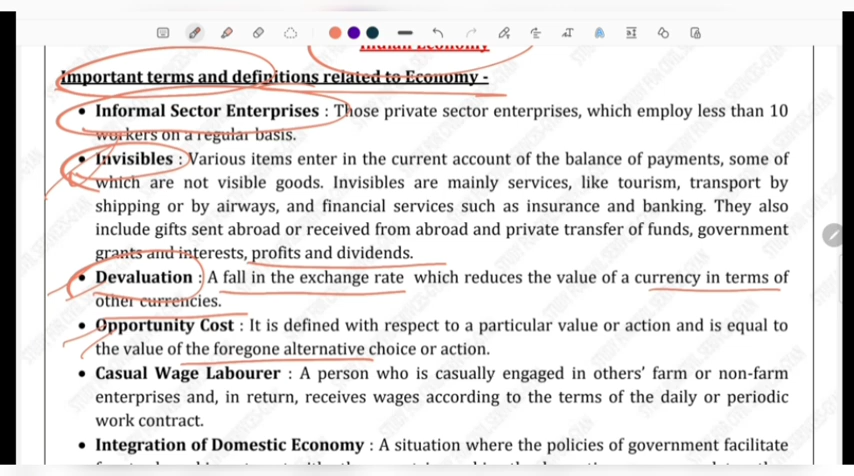 Indian Economy
Important terms and definitions related to Economy -
• Informal Sector Enterprises : Those private sector enterprises, which employ less than 10
workers on a regular basis.
• Invisibles : Various items enter in the current account of the balance of payments, some of
which are not visible goods. Invisibles are mainly services, like tourism, transport by
shipping or by airways, and financial services such as insurance and banking. They also
include gifts sent abroad or received from abroad and private transfer of funds, government
grants and interests, profits and dividends.
• Devaluation : A fall in the exchange rate which reduces the value of a currency in terms of
other currencies.
• Opportunity Cost : It is defined with respect to a particular value or action and is equal to
the value of the foregone alternative choice or action.
• Casual Wage Labourer : A person who is casually engaged in others’ farm or non-farm
enterprises and, in return, receives wages according to the terms of the daily or periodic
work contract.
• Integration of Domestic Economy : A situation where the policies of government facilitate